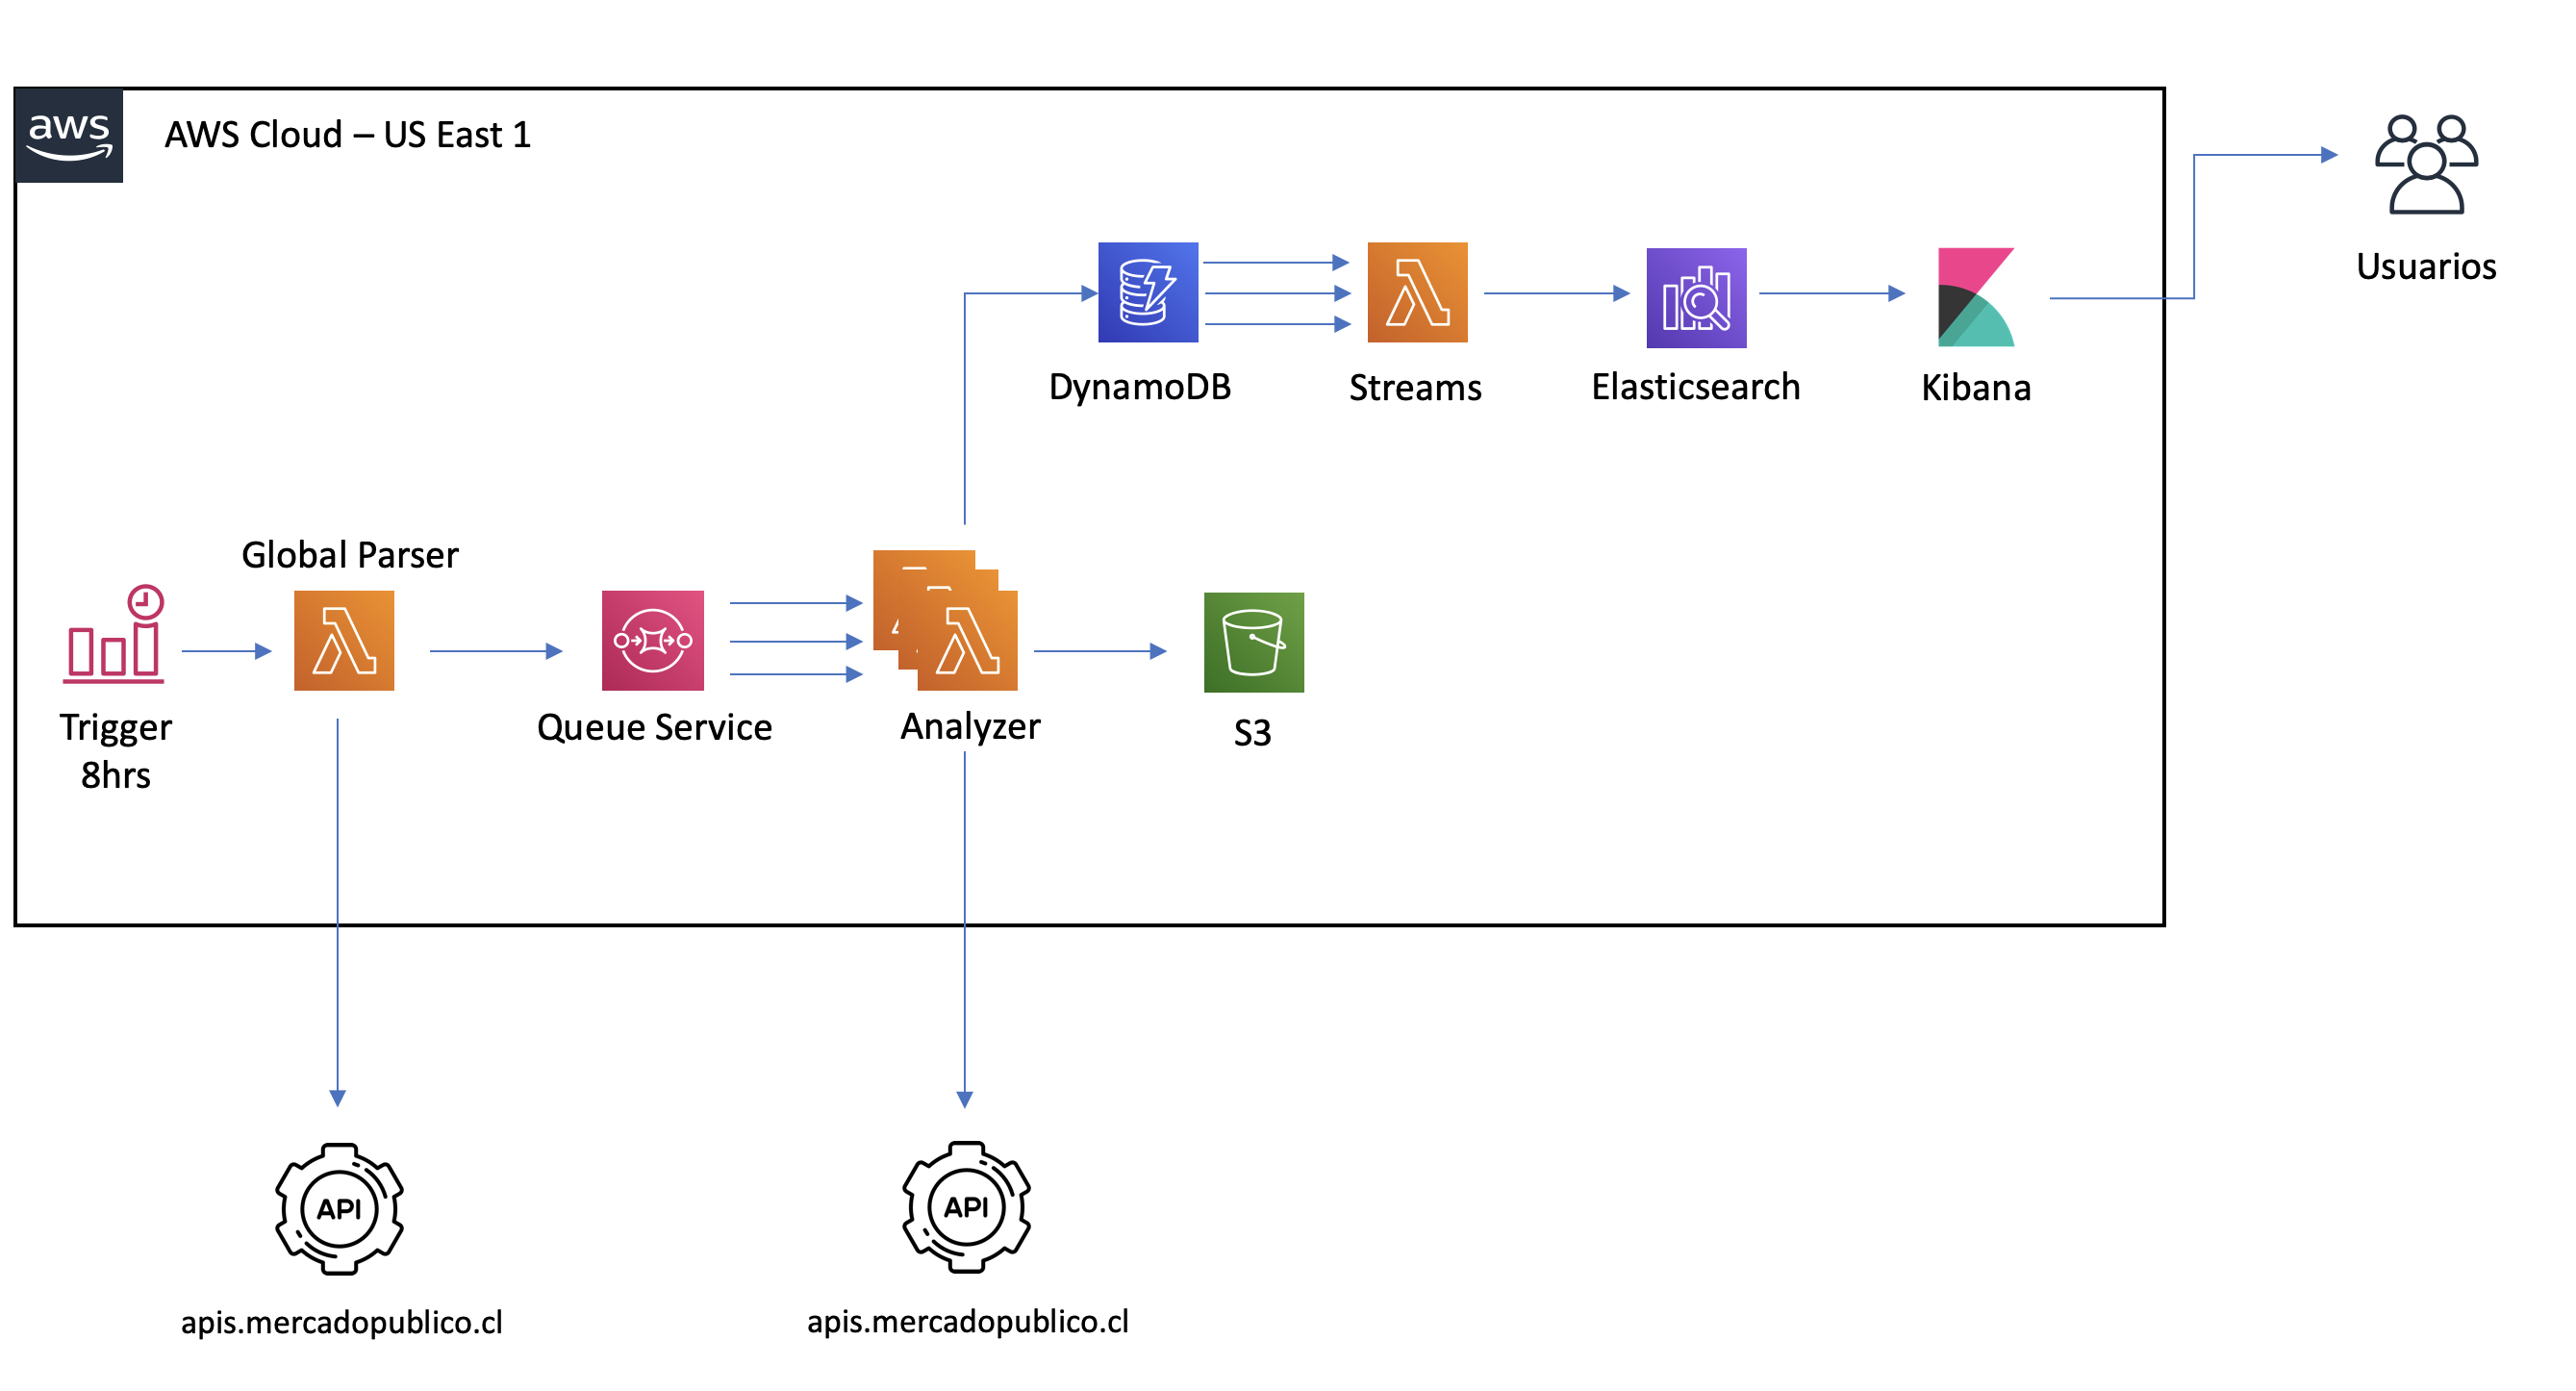 aws
AWS Cloud – US East 1
Usuarios
DynamoDB
Streams
Elasticsearch
Kibana
Global Parser
Trigger
8hrs
Queue Service
Analyzer
S3
API
API
apis.mercadopublico.cl
apis.mercadopublico.cl